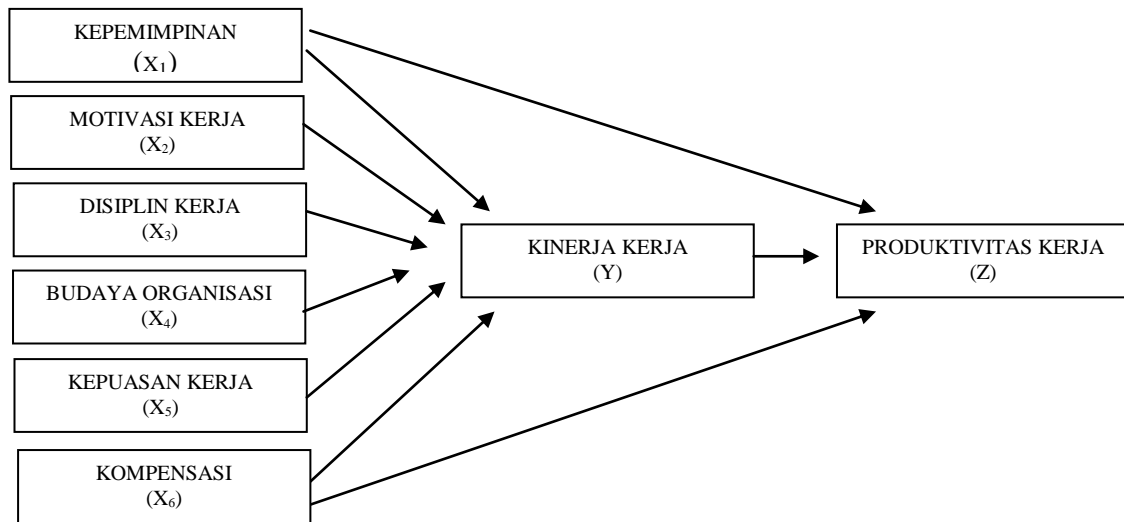 KEPEMIMPINAN
(X₁)
MOTIVASI KERJA
(X₂)
DISIPLIN KERJA
(X₃)
BUDAYA ORGANISASI
(X₄)
KEPUASAN KERJA
(X₅)
KOMPENSASI
(X₆)
KINERJA KERJA
(Y)
PRODUKTIVITAS KERJA
(Z)